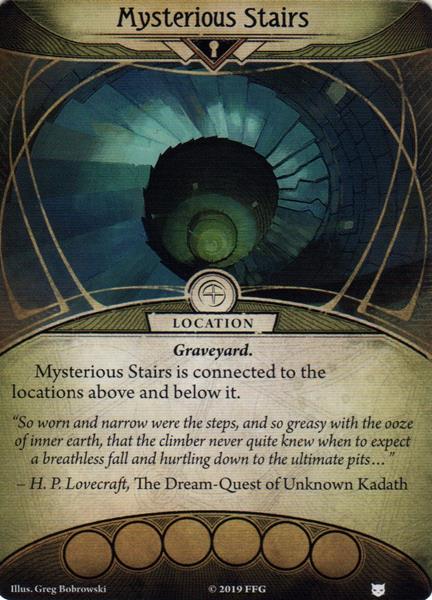 Mysterious Stairs
LOCATION
Graveyard.
Mysterious Stairs is connected to the
locations above and below it.
“So worn and narrow were the steps, and so greasy with the ooze
of inner earth, that the climber never quite knew when to expect
a breathless fall and hurtling down to the ultimate pits…”
– H. P. Lovecraft, The Dream-Quest of Unknown Kadath
Illus. Greg Bobrowski
© 2019 FFG